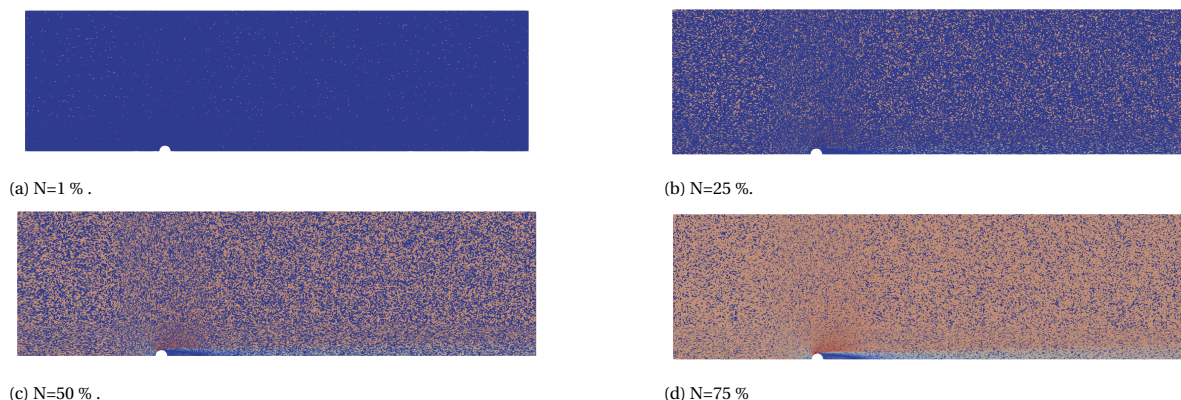 (a) N=1 % .
(b) N=25 %.
(c) N=50 % .
(d) N=75 %